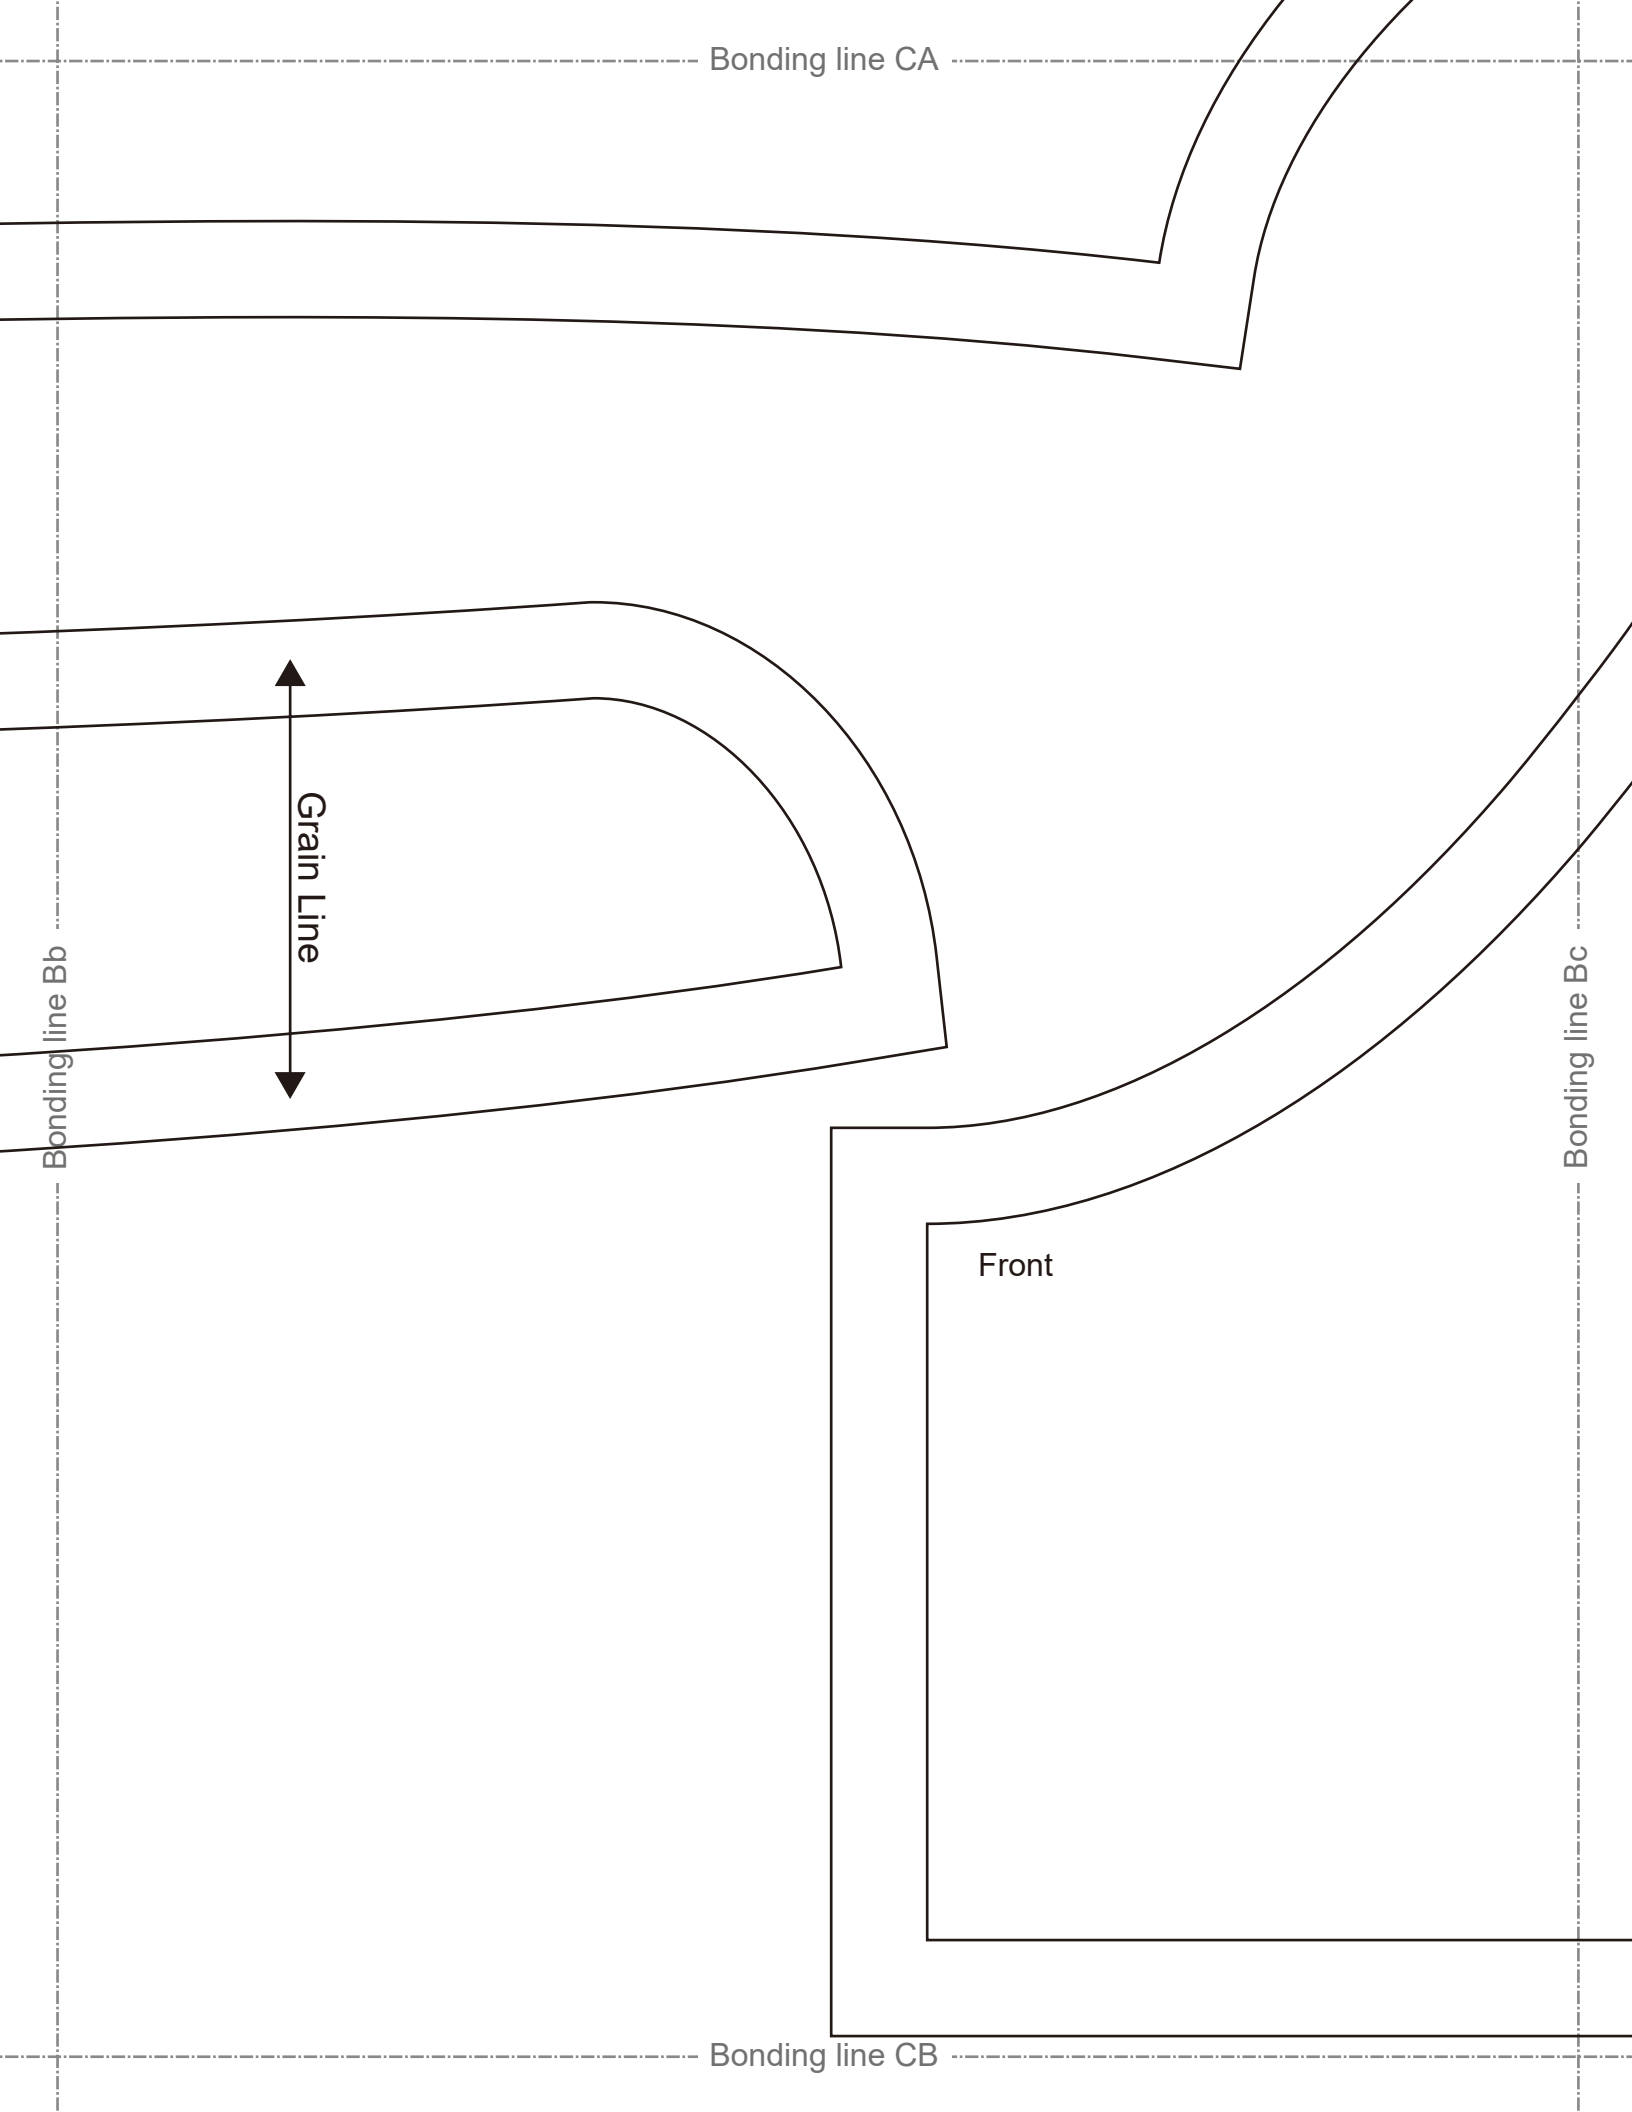 Bonding line CA
Grain Line
Bonding line Bb
Bonding line Bc
Front
Bonding line CB